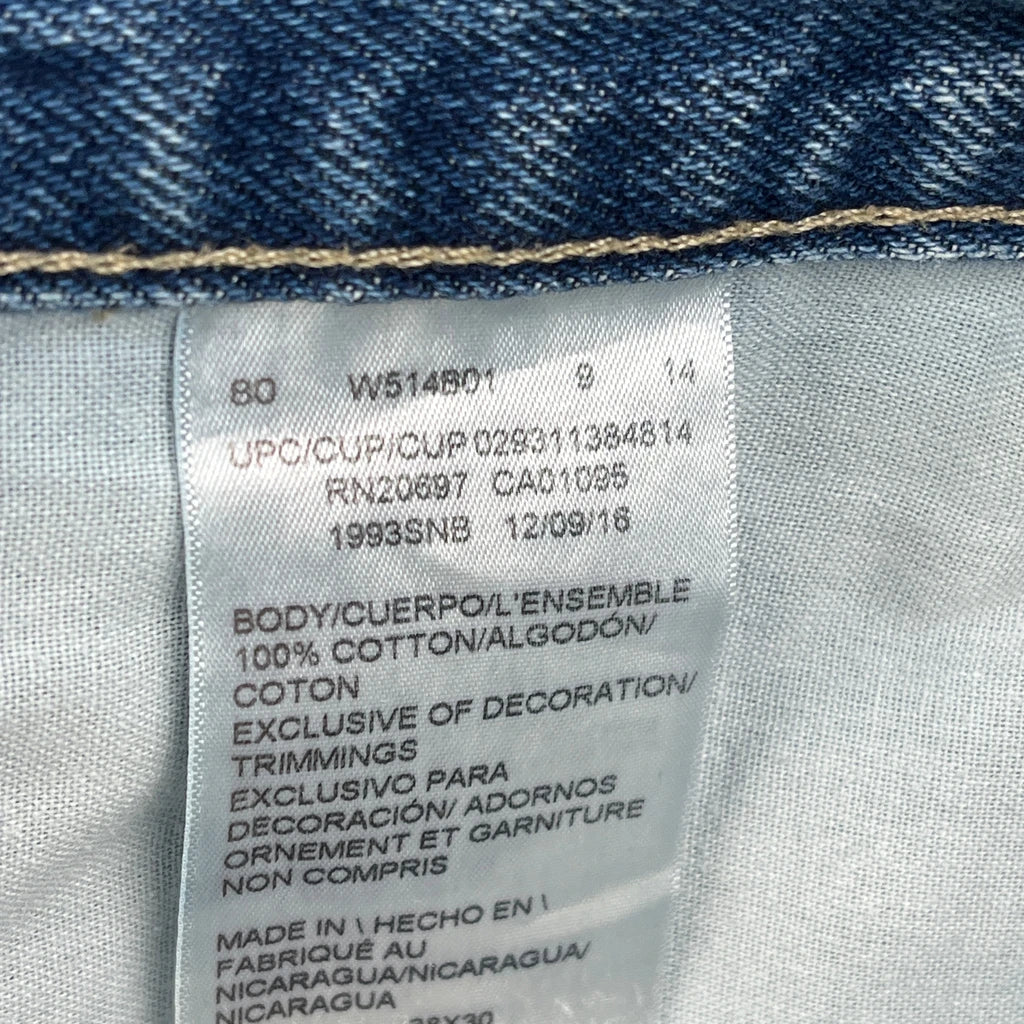 80 W514B01 9 14
UPC/CUP/CUP 029311384814
RN20697 CA01095
1993SNB 12/09/16
BODY/CUERPO/L'ENSEMBLE
100% COTTON/ALGODÓN/
COTON
EXCLUSIVE OF DECORATION/
TRIMMINGS
EXCLUSIVO PARA
DECORACIÓN/ ADORNOS
ORNEMENT ET GARNITURE
NON COMPRIS
MADE IN \ HECHO EN \
FABRIQUÉ AU
NICARAGUA/NICARAGUA/
NICARAGUA